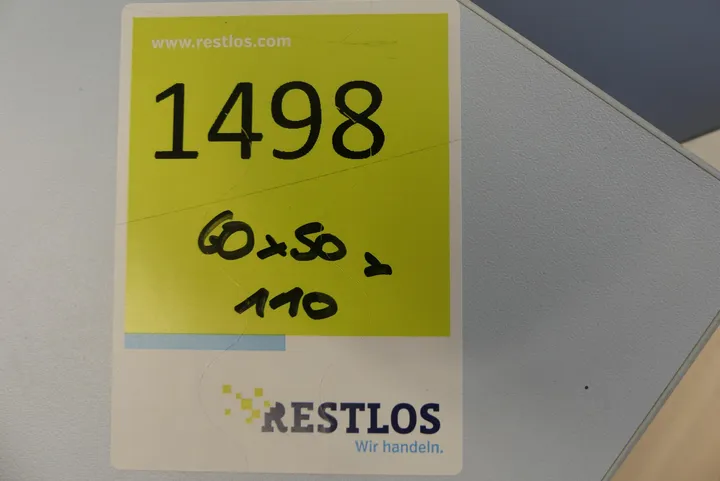 www.restlos.com
1498
60x50x
110
RESTLOS
Wir handeln.